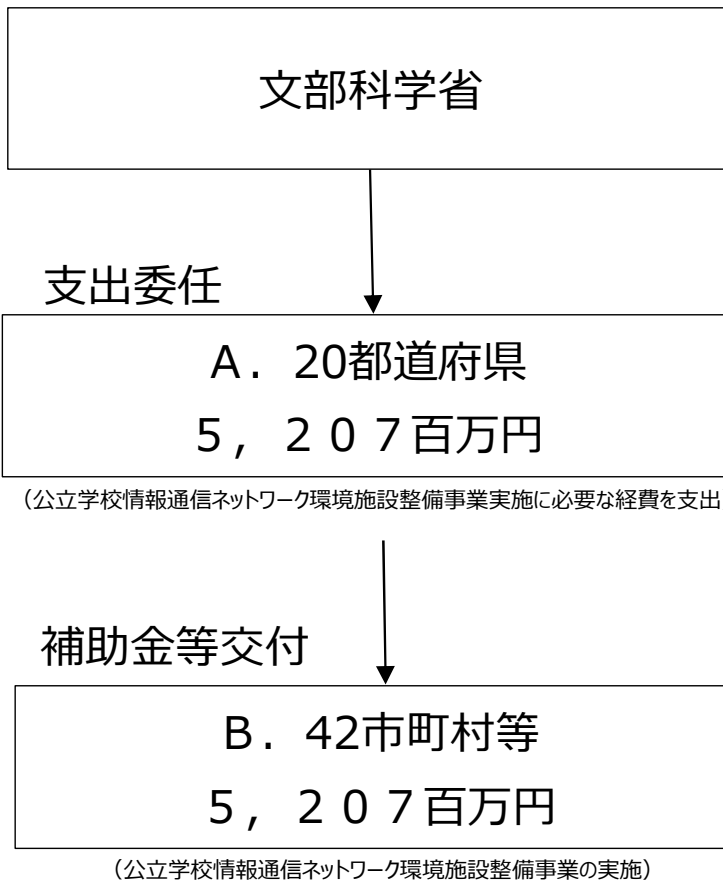 文部科学省
支出委任
A．20都道府県
５，２０７百万円
（公立学校情報通信ネットワーク環境施設整備事業実施に必要な経費を支出
補助金等交付
B．42市町村等
５，２０７百万円
（公立学校情報通信ネットワーク環境施設整備事業の実施）